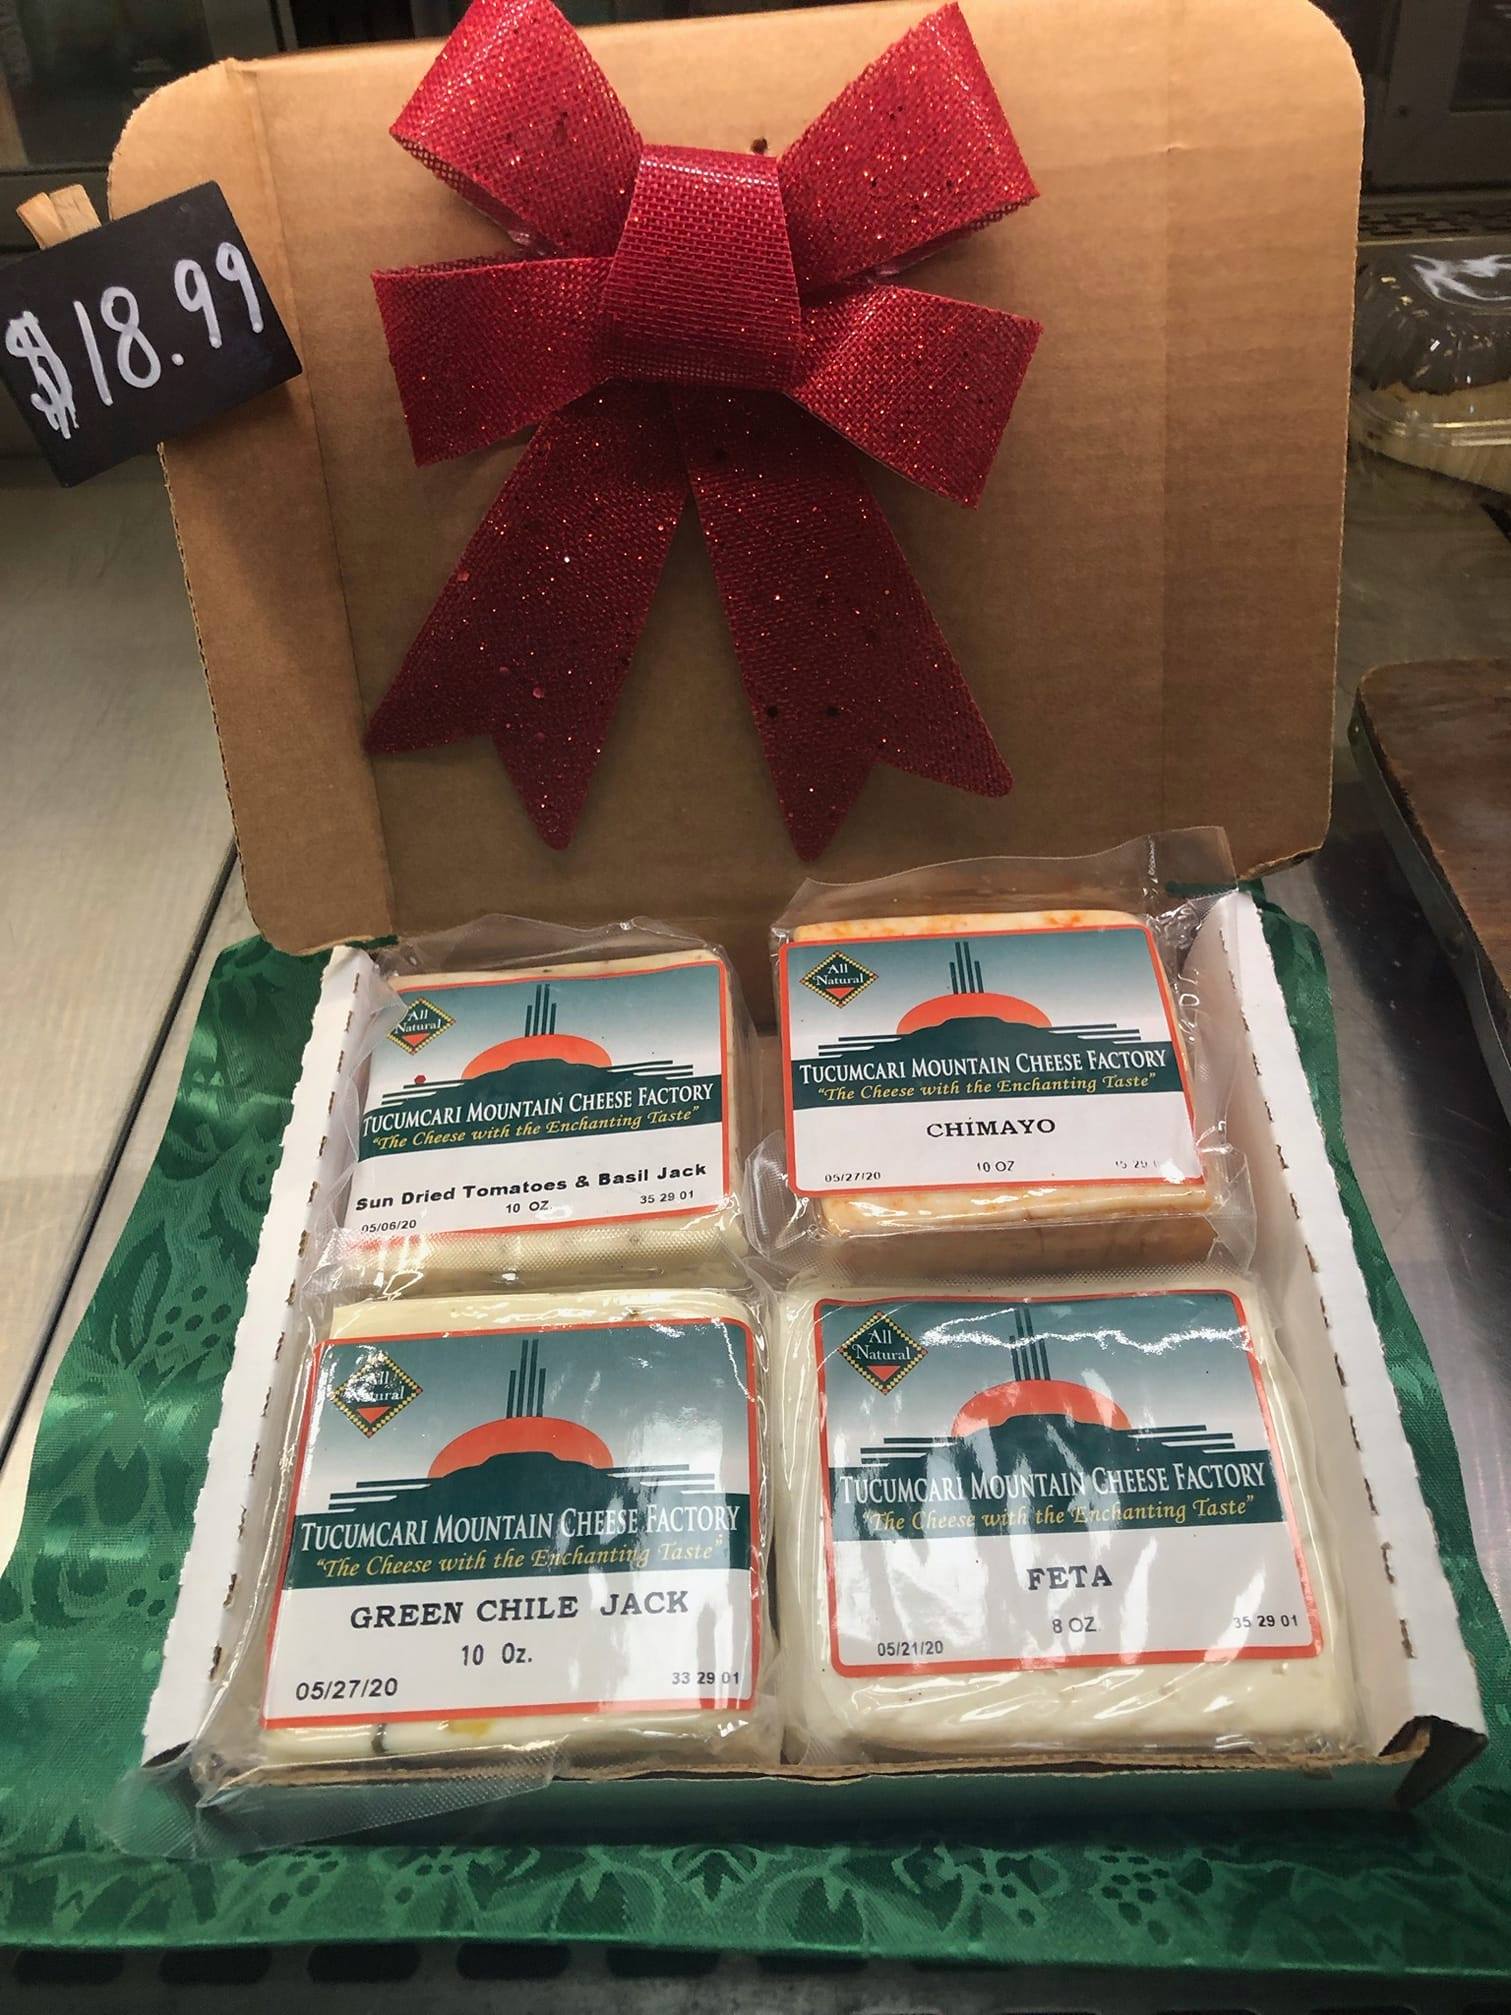 $18.99
All
Natural
TUCUMCARI MOUNTAIN CHEESE FACTORY
"The Cheese with the Enchanting Taste"
Sun Dried Tomatoes & Basil Jack
10 OZ.
05/06/20
35 29 01
All
Natural
TUCUMCARI MOUNTAIN CHEESE FACTORY
"The Cheese with the Enchanting Taste"
CHIMAYO
05/27/20
10 OZ
All
Natural
TUCUMCARI MOUNTAIN CHEESE FACTORY
"The Cheese with the Enchanting Taste"
GREEN CHILE JACK
10 Oz.
05/27/20
33 29 01
All
Natural
TUCUMCARI MOUNTAIN CHEESE FACTORY
"The Cheese with the Enchanting Taste"
FETA
8 OZ
05/21/20
35 29 01